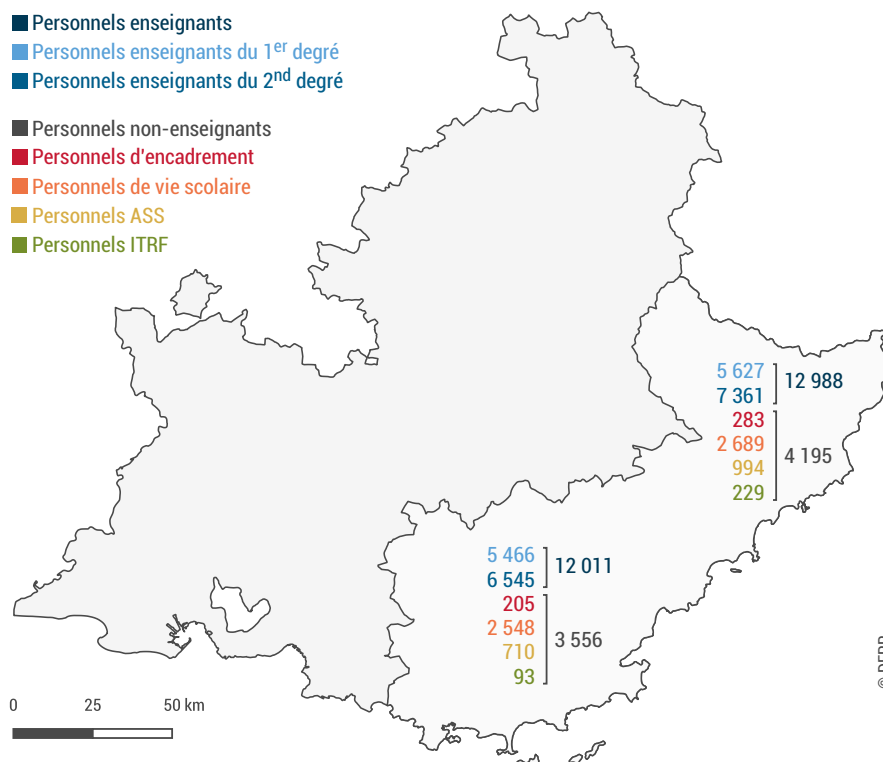 Personnels enseignants
Personnels enseignants du 1er degré
Personnels enseignants du 2nd degré
Personnels non-enseignants
Personnels d'encadrement
Personnels de vie scolaire
Personnels ASS
Personnels ITRF
5 627
7 361
12 988
283
2 689
994
229
4 195
5 466
6 545
12 011
205
2 548
710
93
3 556
0 25 50 km
©